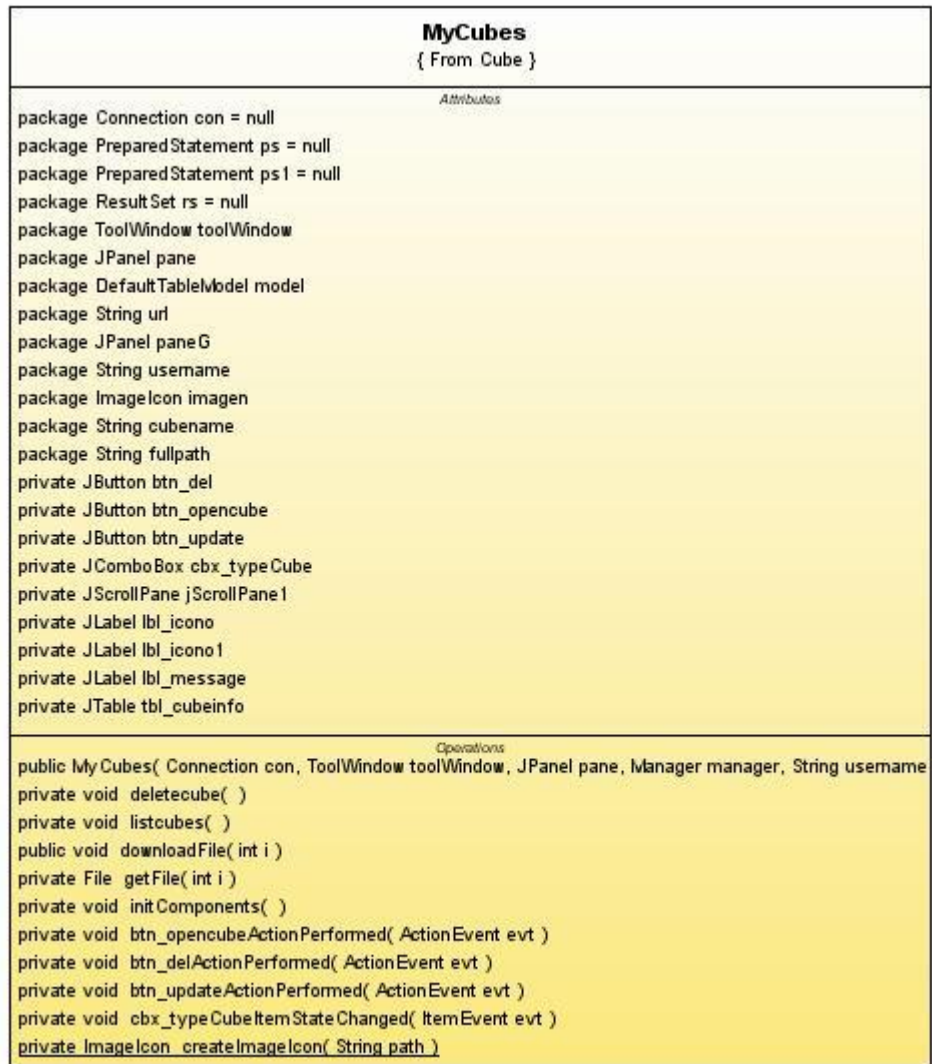 MyCubes
{ From Cube }
Attributes
package Connection con = null
package PreparedStatement ps = null
package PreparedStatement ps1 = null
package ResultSet rs = null
package ToolWindow toolWindow
package JPanel pane
package DefaultTableModel model
package String url
package JPanel paneG
package String username
package ImageIcon imagen
package String cubename
package String fullpath
private JButton btn_del
private JButton btn_opencube
private JButton btn_update
private JComboBox cbx_typeCube
private JScrollPane jScrollPane1
private JLabel lbl_icono
private JLabel lbl_icono1
private JLabel lbl_message
private JTable tbl_cubeinfo
Operations
public MyCubes( Connection con, ToolWindow toolWindow, JPanel pane, Manager manager, String username
private void deletecube( )
private void listcubes( )
public void downloadFile( int i )
private File getFile( int i )
private void initComponents( )
private void btn_opencubeActionPerformed( ActionEvent evt )
private void btn_delActionPerformed( ActionEvent evt )
private void btn_updateActionPerformed( ActionEvent evt )
private void cbx_typeCubeItemStateChanged( ItemEvent evt )
private ImageIcon createImageIcon( String path )